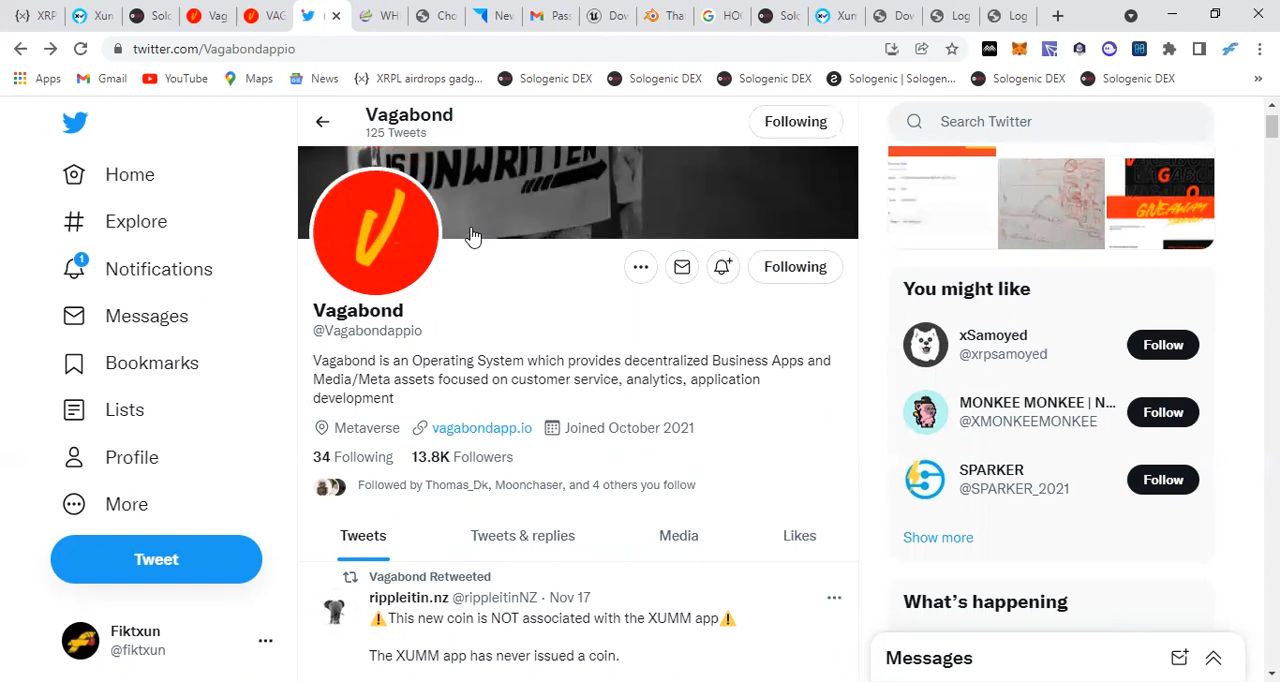 XRP
Xun
Solo
Vag
VAG
WH
Cho
Nev
Pas
Dow
Tha
HO
Solo
Xun
Dow
Log
Log
twitter.com/Vagabondappio
Apps
Gmail
YouTube
Maps
News
{x} XRPL airdrops gadg...
Sologenic DEX
Sologenic DEX
Sologenic DEX
Sologenic | Sologen...
Sologenic DEX
Sologenic DEX
»
Vagabond
125 Tweets
Following
Search Twitter
Home
Explore
1
Notifications
Messages
Bookmarks
Lists
Profile
More
Tweet
Fiktxun
@fiktxun
UNWRITTEN
V
Following
Vagabond
@Vagabondappio
Vagabond is an Operating System which provides decentralized Business Apps and
Media/Meta assets focused on customer service, analytics, application
development
Metaverse
vagabondapp.io
Joined October 2021
34 Following
13.8K Followers
Followed by Thomas_Dk, Moonchaser, and 4 others you follow
Tweets
Tweets & replies
Media
Likes
Vagabond Retweeted
rippleitin.nz @rippleitinNZ · Nov 17
⚠️This new coin is NOT associated with the XUMM app⚠️
The XUMM app has never issued a coin.
GIVEAWAY
You might like
xSamoyed
@xrpsamoyed
Follow
MONKEE MONKEE | N...
@XMONKEEMONKEE
Follow
SPARKER
@SPARKER_2021
Follow
Show more
What's happening
Messages